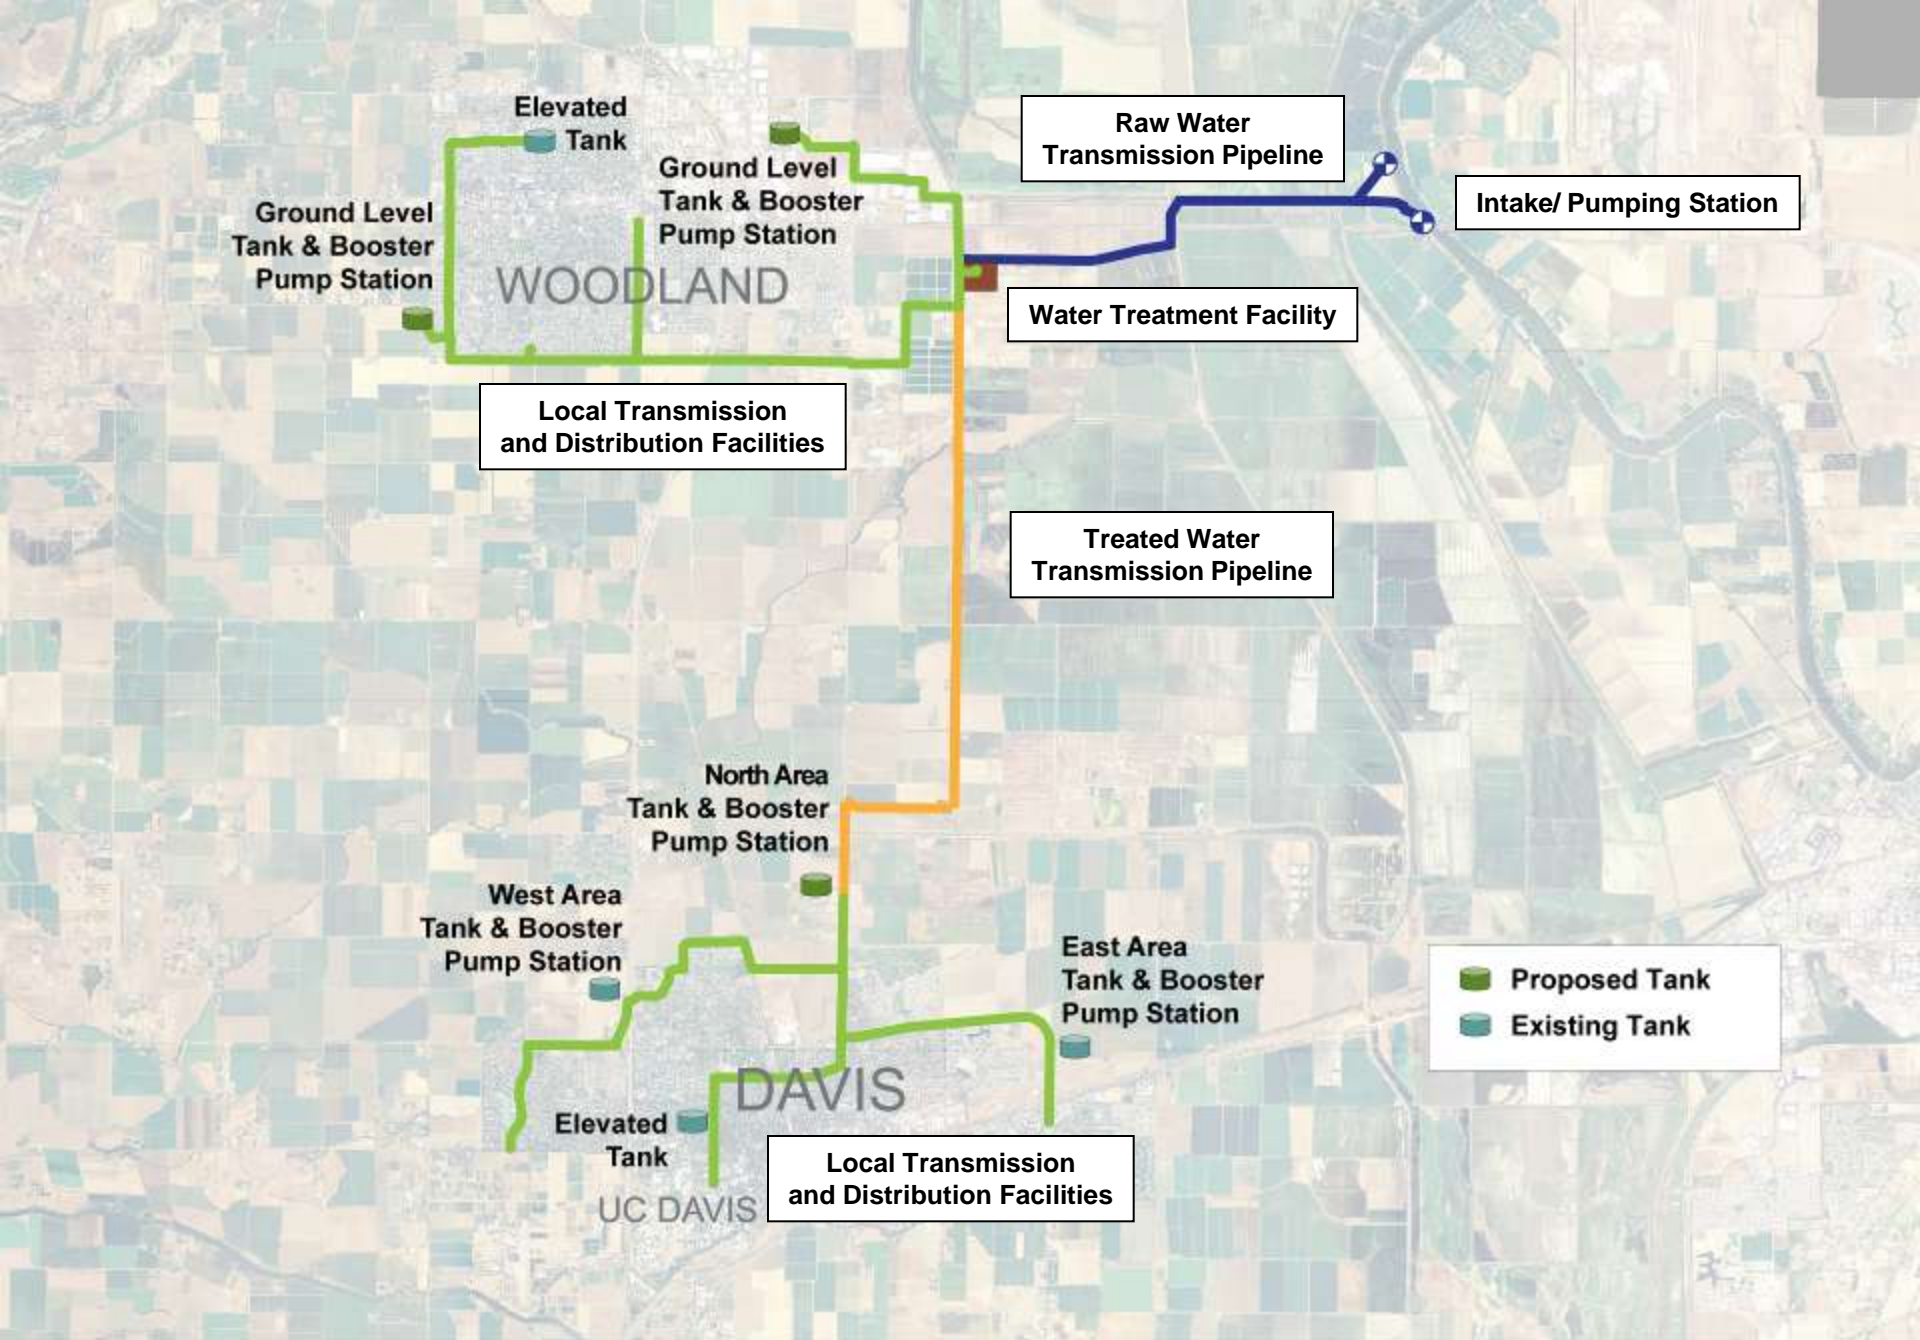 Elevated
Tank
Ground Level
Tank & Booster
Pump Station
Ground Level
Tank & Booster
Pump Station
WOODLAND
Raw Water
Transmission Pipeline
Intake/ Pumping Station
Water Treatment Facility
Local Transmission
and Distribution Facilities
Treated Water
Transmission Pipeline
North Area
Tank & Booster
Pump Station
West Area
Tank & Booster
Pump Station
East Area
Tank & Booster
Pump Station
Proposed Tank
Existing Tank
DAVIS
Elevated
Tank
Local Transmission
and Distribution Facilities
UC DAVIS